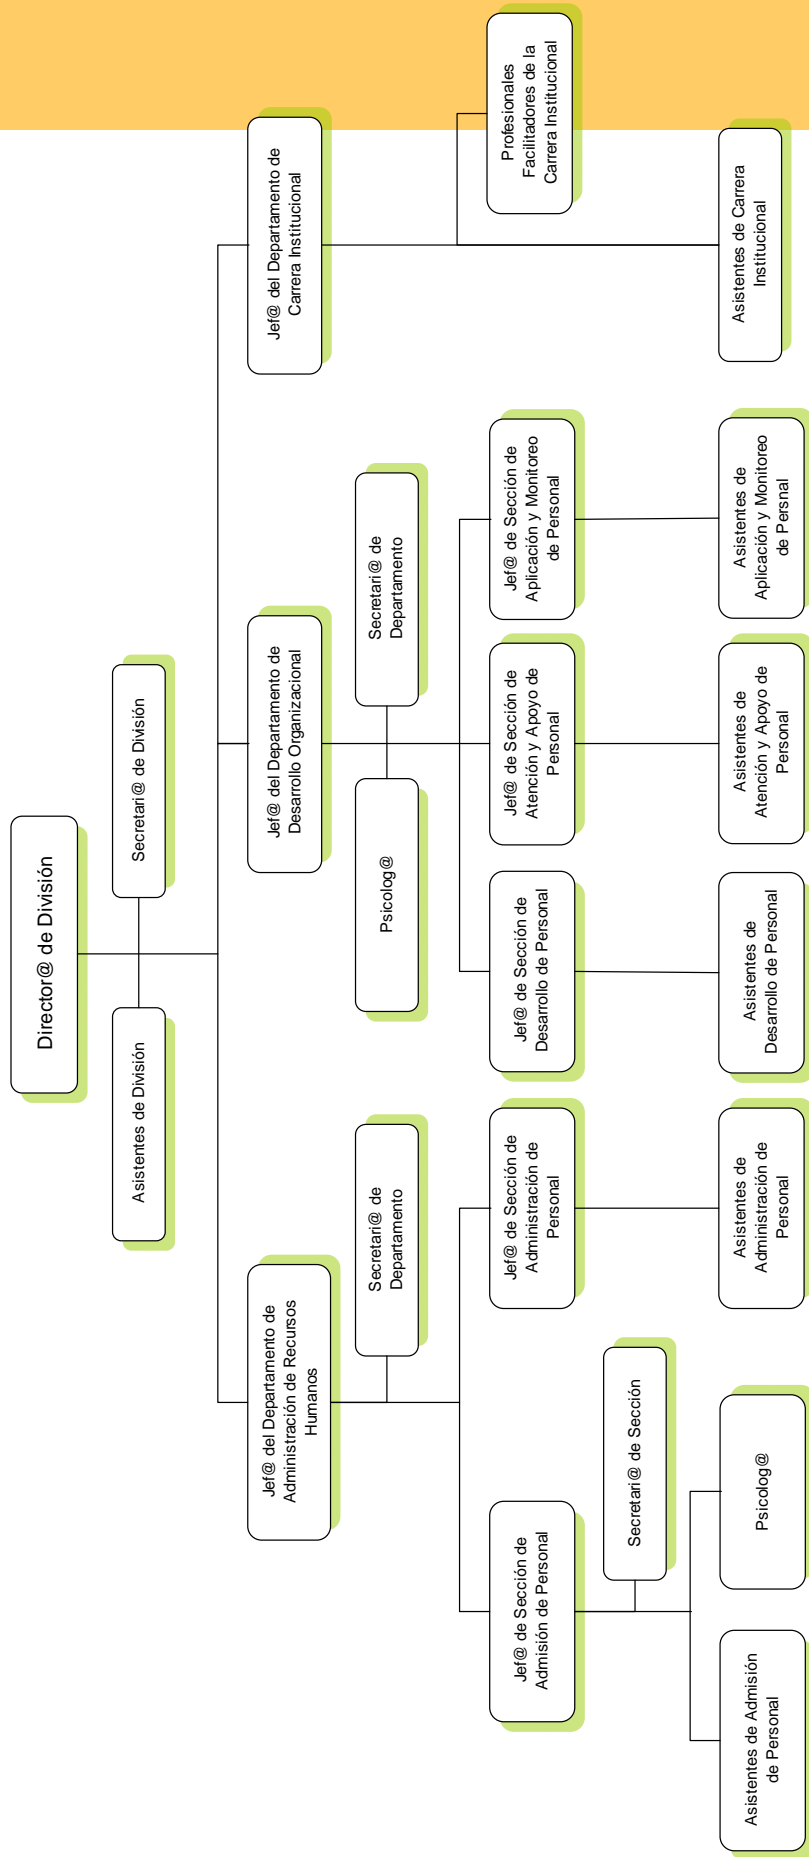 Director@ de División
Asistentes de División
Secretari@ de División
Jef@ del Departamento de
Administración de Recursos
Humanos
Jef@ del Departamento de
Desarrollo Organizacional
Jef@ del Departamento de
Carrera Institucional
Secretari@ de
Departamento
Psicolog@
Secretari@ de
Departamento
Jef@ de Sección de
Admisión de Personal
Jef@ de Sección de
Administración de
Personal
Jef@ de Sección de
Desarrollo de Personal
Jef@ de Sección de
Atención y Apoyo de
Personal
Jef@ de Sección de
Aplicación y Monitoreo
de Personal
Profesionales
Facilitadores de la
Carrera Institucional
Secretari@ de Sección
Asistentes de Admisión
de Personal
Psicolog@
Asistentes de
Administración de
Personal
Asistentes de
Desarrollo de Personal
Asistentes de
Atención y Apoyo de
Personal
Asistentes de
Aplicación y Monitoreo
de Persnal
Asistentes de Carrera
Institucional